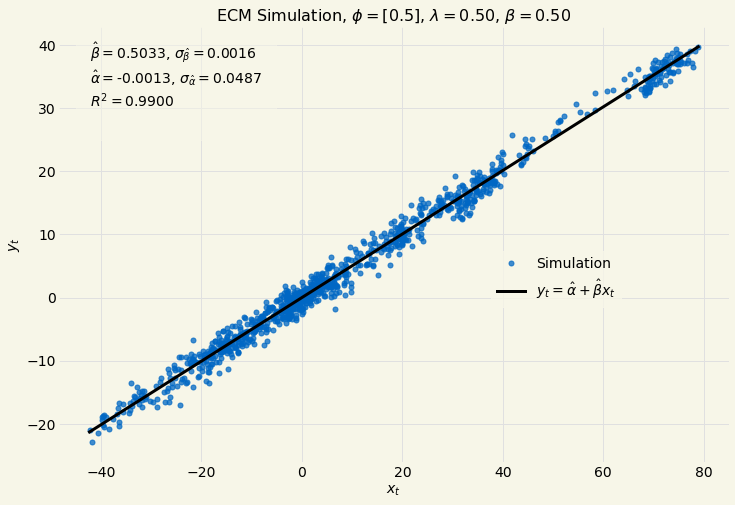 ECM Simulation, ϕ = [0.5], λ = 0.50, β = 0.50
β̂ = 0.5033, σ_β̂ = 0.0016
α̂ = -0.0013, σ_α̂ = 0.0487
R² = 0.9900
40
30
20
10
0
−10
−20
y_t
Simulation
y_t = α̂ + β̂x_t
−40 −20 0 20 40 60 80
x_t